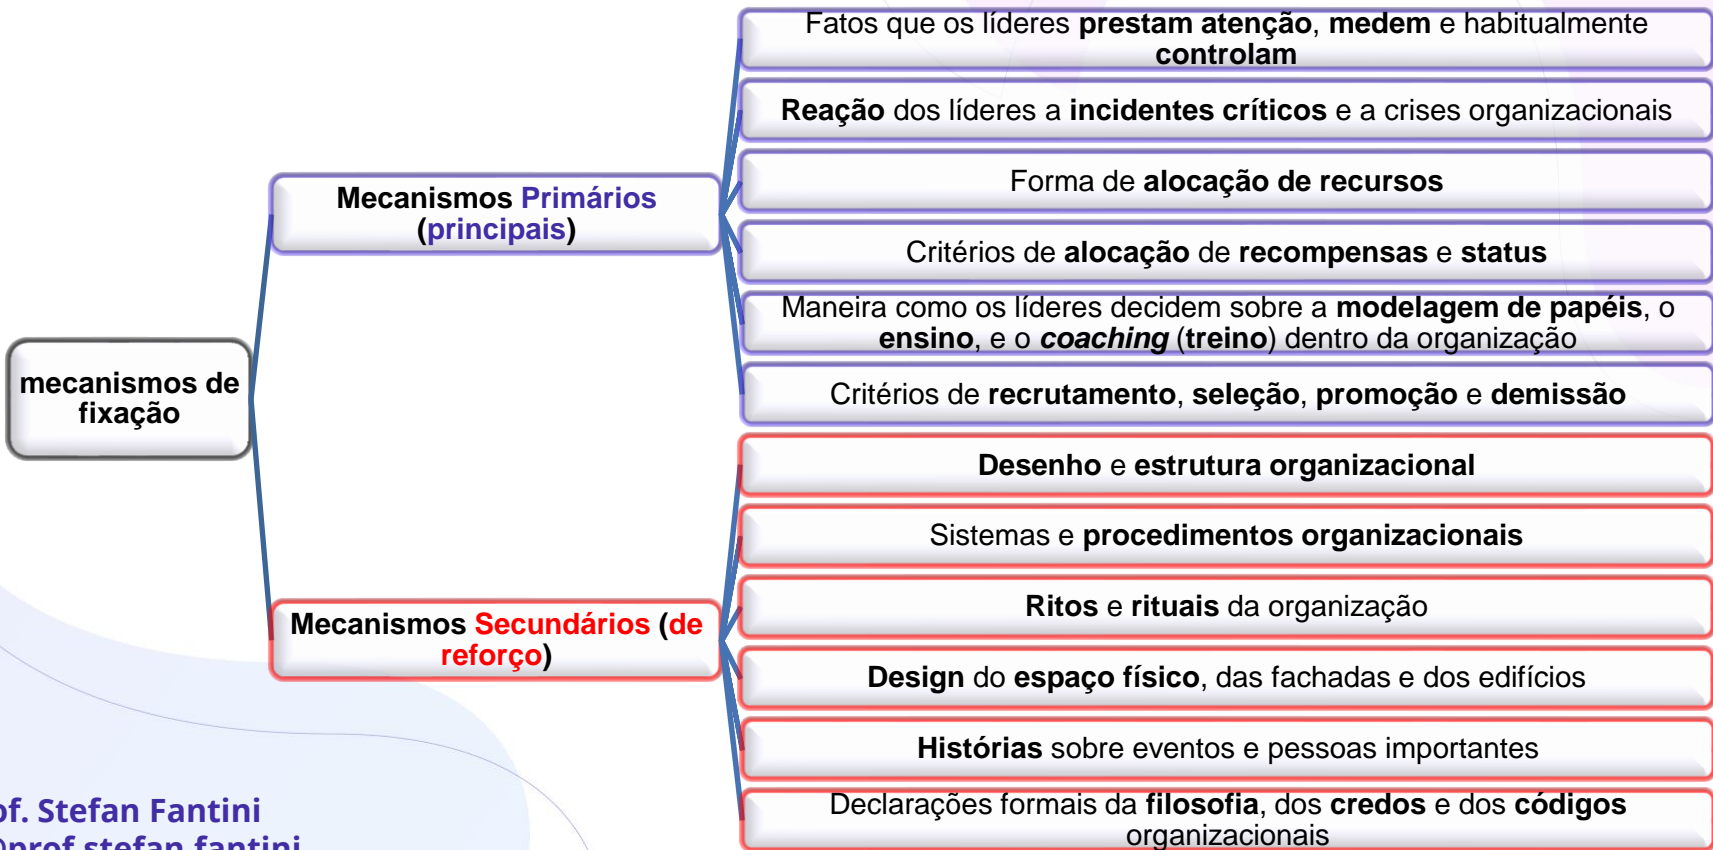 Fatos que os líderes prestam atenção, medem e habitualmente
controlam
Reação dos líderes a incidentes críticos e a crises organizacionais
Mecanismos Primários
(principais)
Forma de alocação de recursos
Critérios de alocação de recompensas e status
Maneira como os líderes decidem sobre a modelagem de papéis, o
ensino, e o coaching (treino) dentro da organização
Critérios de recrutamento, seleção, promoção e demissão
mecanismos de
fixação
Desenho e estrutura organizacional
Sistemas e procedimentos organizacionais
Ritos e rituais da organização
Mecanismos Secundários (de
reforço)
Design do espaço físico, das fachadas e dos edifícios
Histórias sobre eventos e pessoas importantes
Declarações formais da filosofia, dos credos e dos códigos
organizacionais
of. Stefan Fantini
prof.stefan.fantini